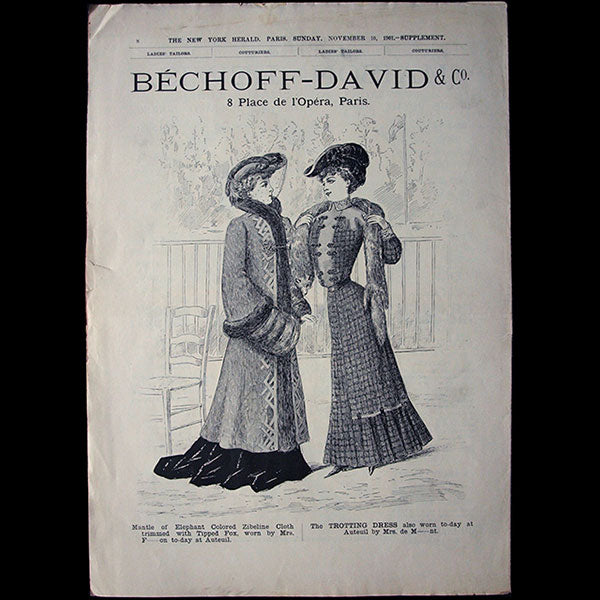 8 THE NEW YORK HERALD, PARIS, SUNDAY, NOVEMBER 10, 1901.—SUPPLEMENT.
LADIES' TAILORS. COUTURIERS. LADIES' TAILORS. COUTURIERS.
BÉCHOFF-DAVID & CO.
8 Place de l'Opéra, Paris.
Mantle of Elephant Colored Zibeline Cloth
trimmed with Tipped Fox, worn by Mrs.
F——on to-day at Auteuil.
The TROTTING DRESS also worn to-day at
Auteuil by Mrs. de M——nt.